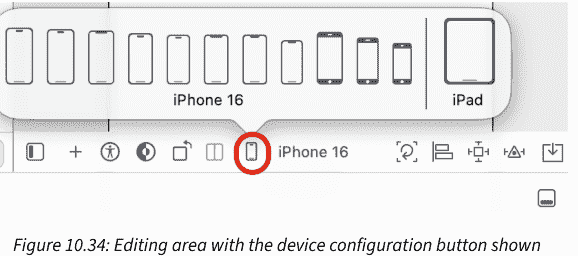 iPhone 16 iPad
iPhone 16
Figure 10.34: Editing area with the device configuration button shown